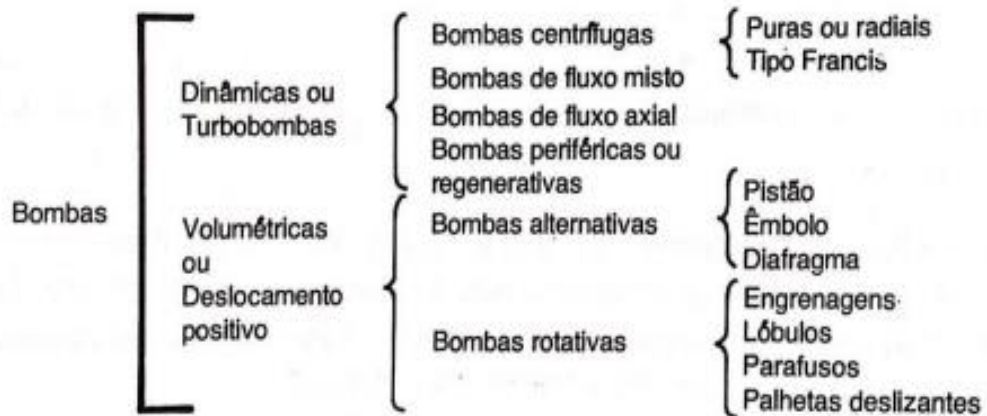 Bombas
Dinâmicas ou
Turbobombas
Bombas centrífugas
Puras ou radiais
Tipo Francis
Bombas de fluxo misto
Bombas de fluxo axial
Bombas periféricas ou
regenerativas
Volumétricas
ou
Deslocamento
positivo
Bombas alternativas
Pistão
Êmbolo
Diafragma
Bombas rotativas
Engrenagens
Lóbulos
Parafusos
Palhetas deslizantes